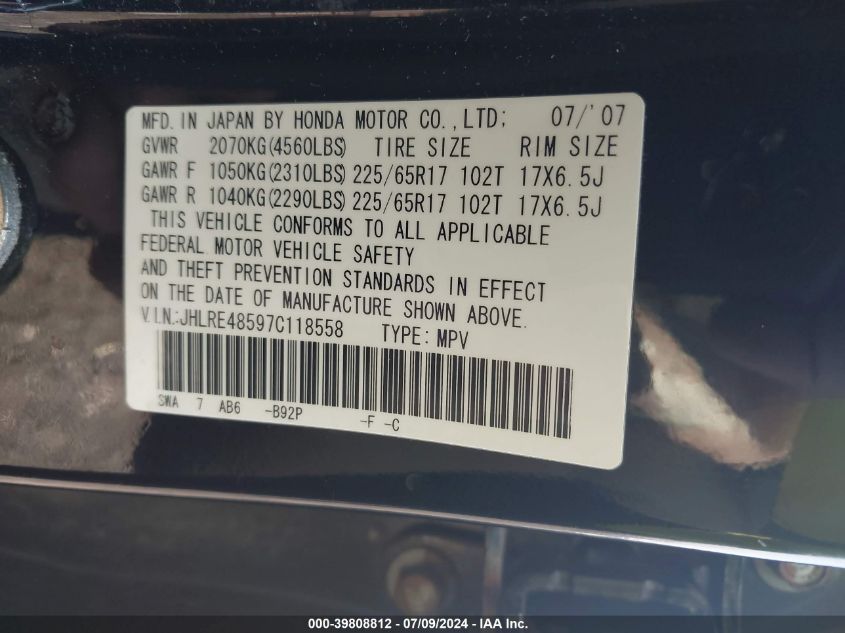 MFD. IN JAPAN BY HONDA MOTOR CO., LTD; 07/'07
GVWR 2070KG(4560LBS) TIRE SIZE RIM SIZE
GAWR F 1050KG(2310LBS) 225/65R17 102T 17X6.5J
GAWR R 1040KG(2290LBS) 225/65R17 102T 17X6.5J
THIS VEHICLE CONFORMS TO ALL APPLICABLE
FEDERAL MOTOR VEHICLE SAFETY
AND THEFT PREVENTION STANDARDS IN EFFECT
ON THE DATE OF MANUFACTURE SHOWN ABOVE.
V.I.N.:JHLRE48597C118558 TYPE: MPV
SWA 7 AB6 -B92P -F -C
000-39808812 / 07/09/2024 - IAA Inc.